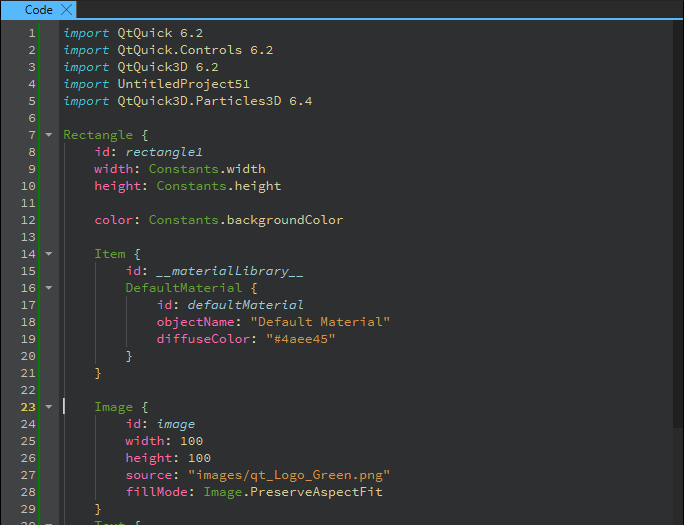 Code
1 import QtQuick 6.2
2 import QtQuick.Controls 6.2
3 import QtQuick3D 6.2
4 import UntitledProject51
5 import QtQuick3D.Particles3D 6.4
6
7 Rectangle {
8     id: rectangle1
9     width: Constants.width
10     height: Constants.height
11
12     color: Constants.backgroundColor
13
14     Item {
15         id: __materialLibrary__
16         DefaultMaterial {
17             id: defaultMaterial
18             objectName: "Default Material"
19             diffuseColor: "#4aee45"
20         }
21     }
22
23     Image {
24         id: image
25         width: 100
26         height: 100
27         source: "images/qt_Logo_Green.png"
28         fillMode: Image.PreserveAspectFit
29     }
30     Text {